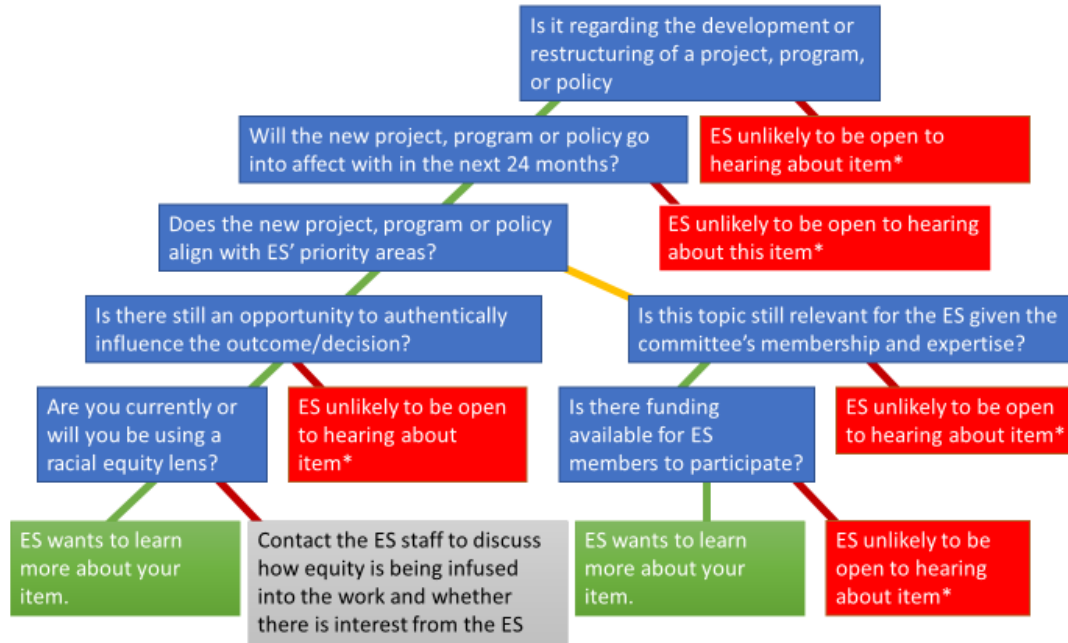 Is it regarding the development or
restructuring of a project, program,
or policy
Will the new project, program or policy go
into affect with in the next 24 months?
ES unlikely to be open to
hearing about item*
Does the new project, program or policy
align with ES' priority areas?
ES unlikely to be open to hearing
about this item*
Is there still an opportunity to authentically
influence the outcome/decision?
Is this topic still relevant for the ES given the
committee's membership and expertise?
Are you currently or
will you be using a
racial equity lens?
ES unlikely to be open
to hearing about
item*
Is there funding
available for ES
members to participate?
ES unlikely to be open
to hearing about item*
ES wants to learn
more about your
item.
Contact the ES staff to discuss
how equity is being infused
into the work and whether
there is interest from the ES
ES wants to learn
more about your
item.
ES unlikely to be
open to hearing
about item*